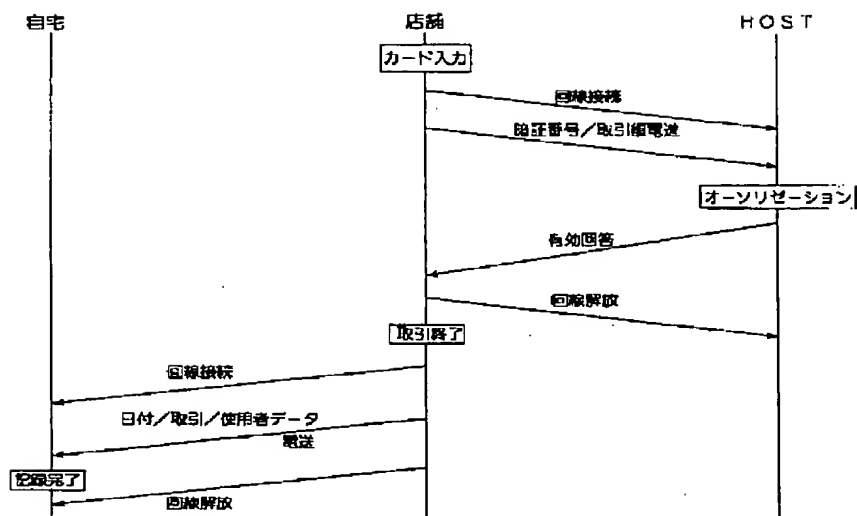 自宅
店舗
HOST
カード入力
回線接続
暗証番号/取引額電送
オーソリゼーション
有効回答
回線解放
取引終了
回線接続
日付/取引/使用者データ
電送
記録完了
回線解放